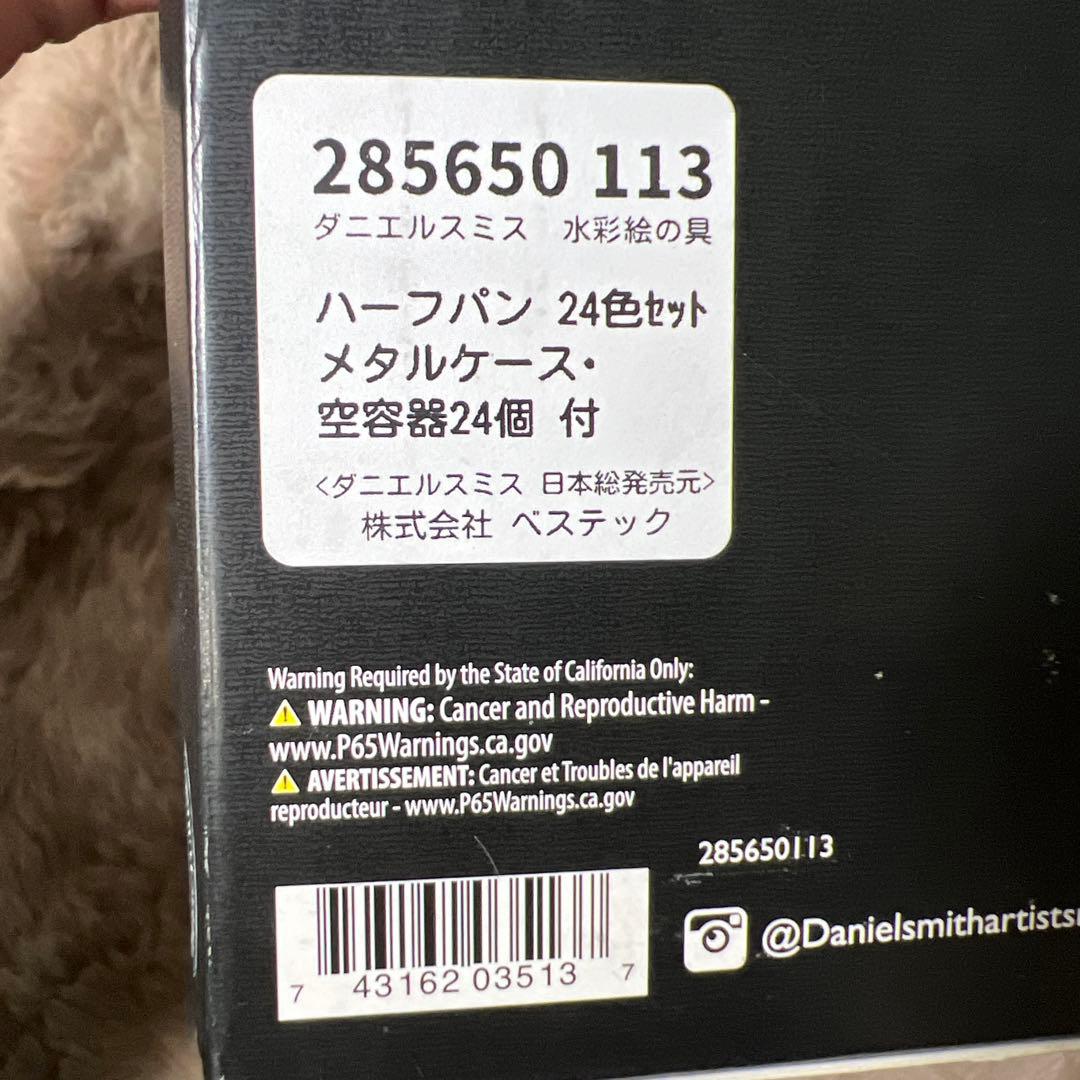 285650 113
ダニエルスミス 水彩絵の具
ハーフパン 24色ｾｯﾄ
メタルケース・
空容器24個 付
<ダニエルスミス 日本総発売元>
株式会社 ベステック
Warning Required by the State of California Only:
WARNING: Cancer and Reproductive Harm -
www.P65Warnings.ca.gov
AVERTISSEMENT: Cancer et Troubles de l'appareil
reproducteur - www.P65Warnings.ca.gov
285650113
@Danielsmithartists
7 43162 03513 7